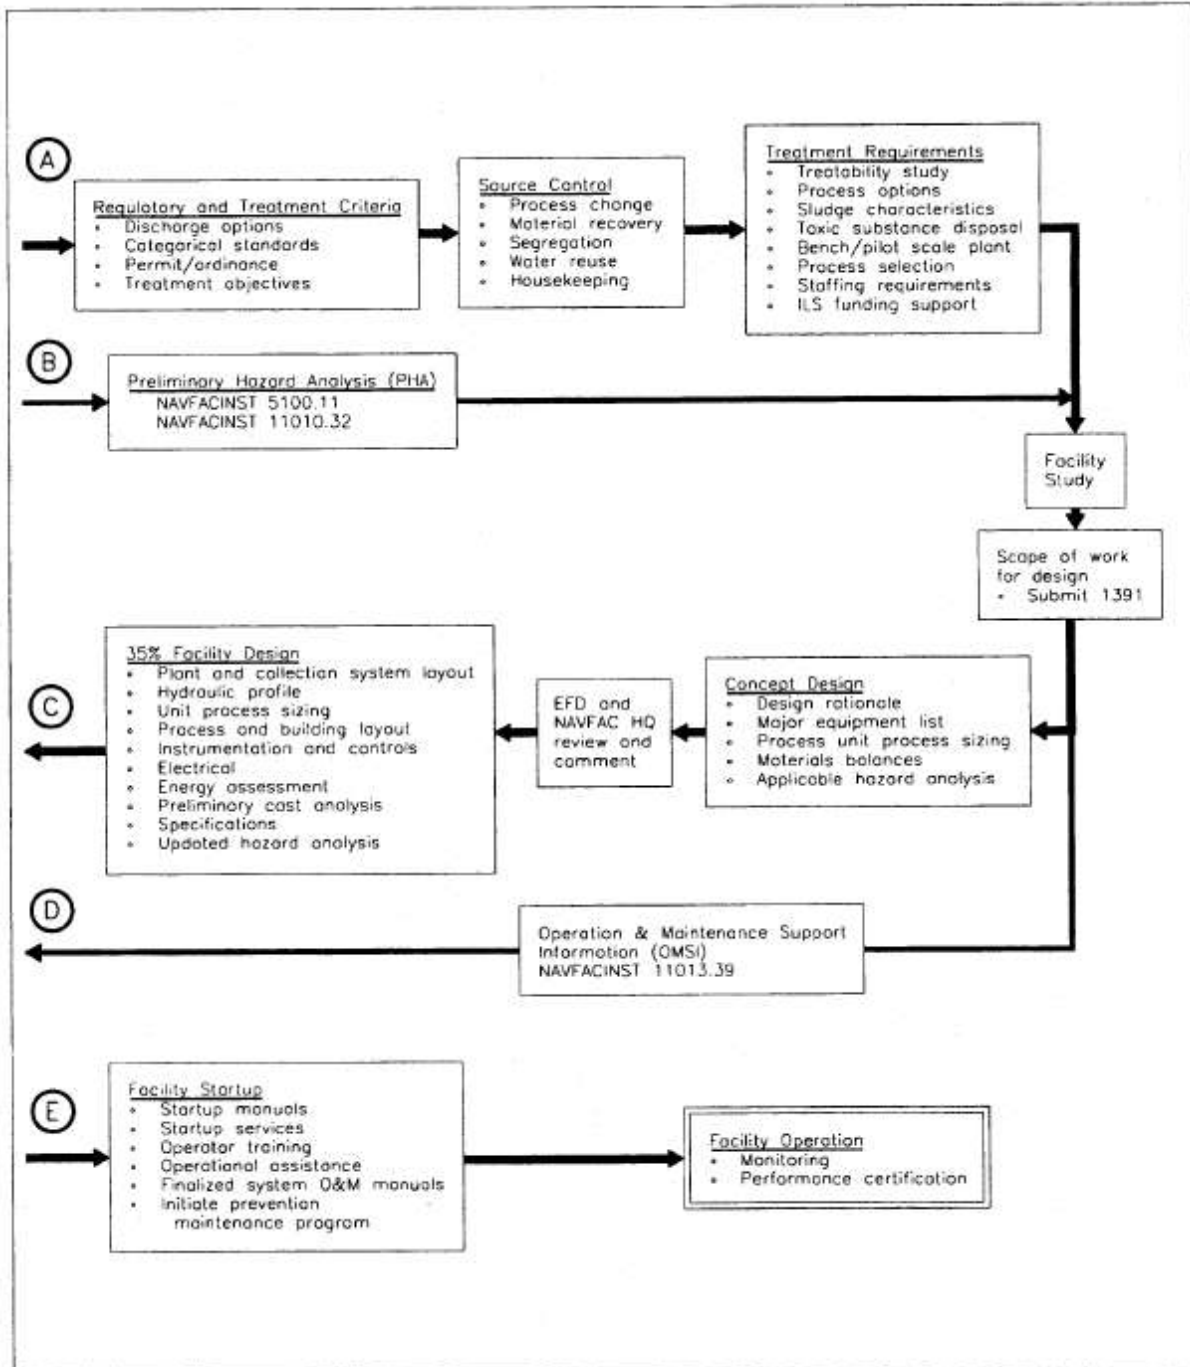 A
Regulatory and Treatment Criteria
• Discharge options
• Categorical standards
• Permit/ordinance
• Treatment objectives
Source Control
• Process change
• Material recovery
• Segregation
• Water reuse
• Housekeeping
Treatment Requirements
• Treatability study
• Process options
• Sludge characteristics
• Toxic substance disposal
• Bench/pilot scale plant
• Process selection
• Staffing requirements
• ILS funding support
B
Preliminary Hazard Analysis (PHA)
NAVFACINST 5100.11
NAVFACINST 11010.32
Facility
Study
Scope of work
for design
• Submit 1391
C
35% Facility Design
• Plant and collection system layout
• Hydraulic profile
• Unit process sizing
• Process and building layout
• Instrumentation and controls
• Electrical
• Energy assessment
• Preliminary cost analysis
• Specifications
• Updated hazard analysis
EFD and
NAVFAC HQ
review and
comment
Concept Design
• Design rationale
• Major equipment list
• Process unit process sizing
• Materials balances
• Applicable hazard analysis
D
Operation & Maintenance Support
Information (OMSI)
NAVFACINST 11013.39
E
Facility Startup
• Startup manuals
• Startup services
• Operator training
• Operational assistance
• Finalized system O&M manuals
• Initiate prevention
maintenance program
Facility Operation
• Monitoring
• Performance certification